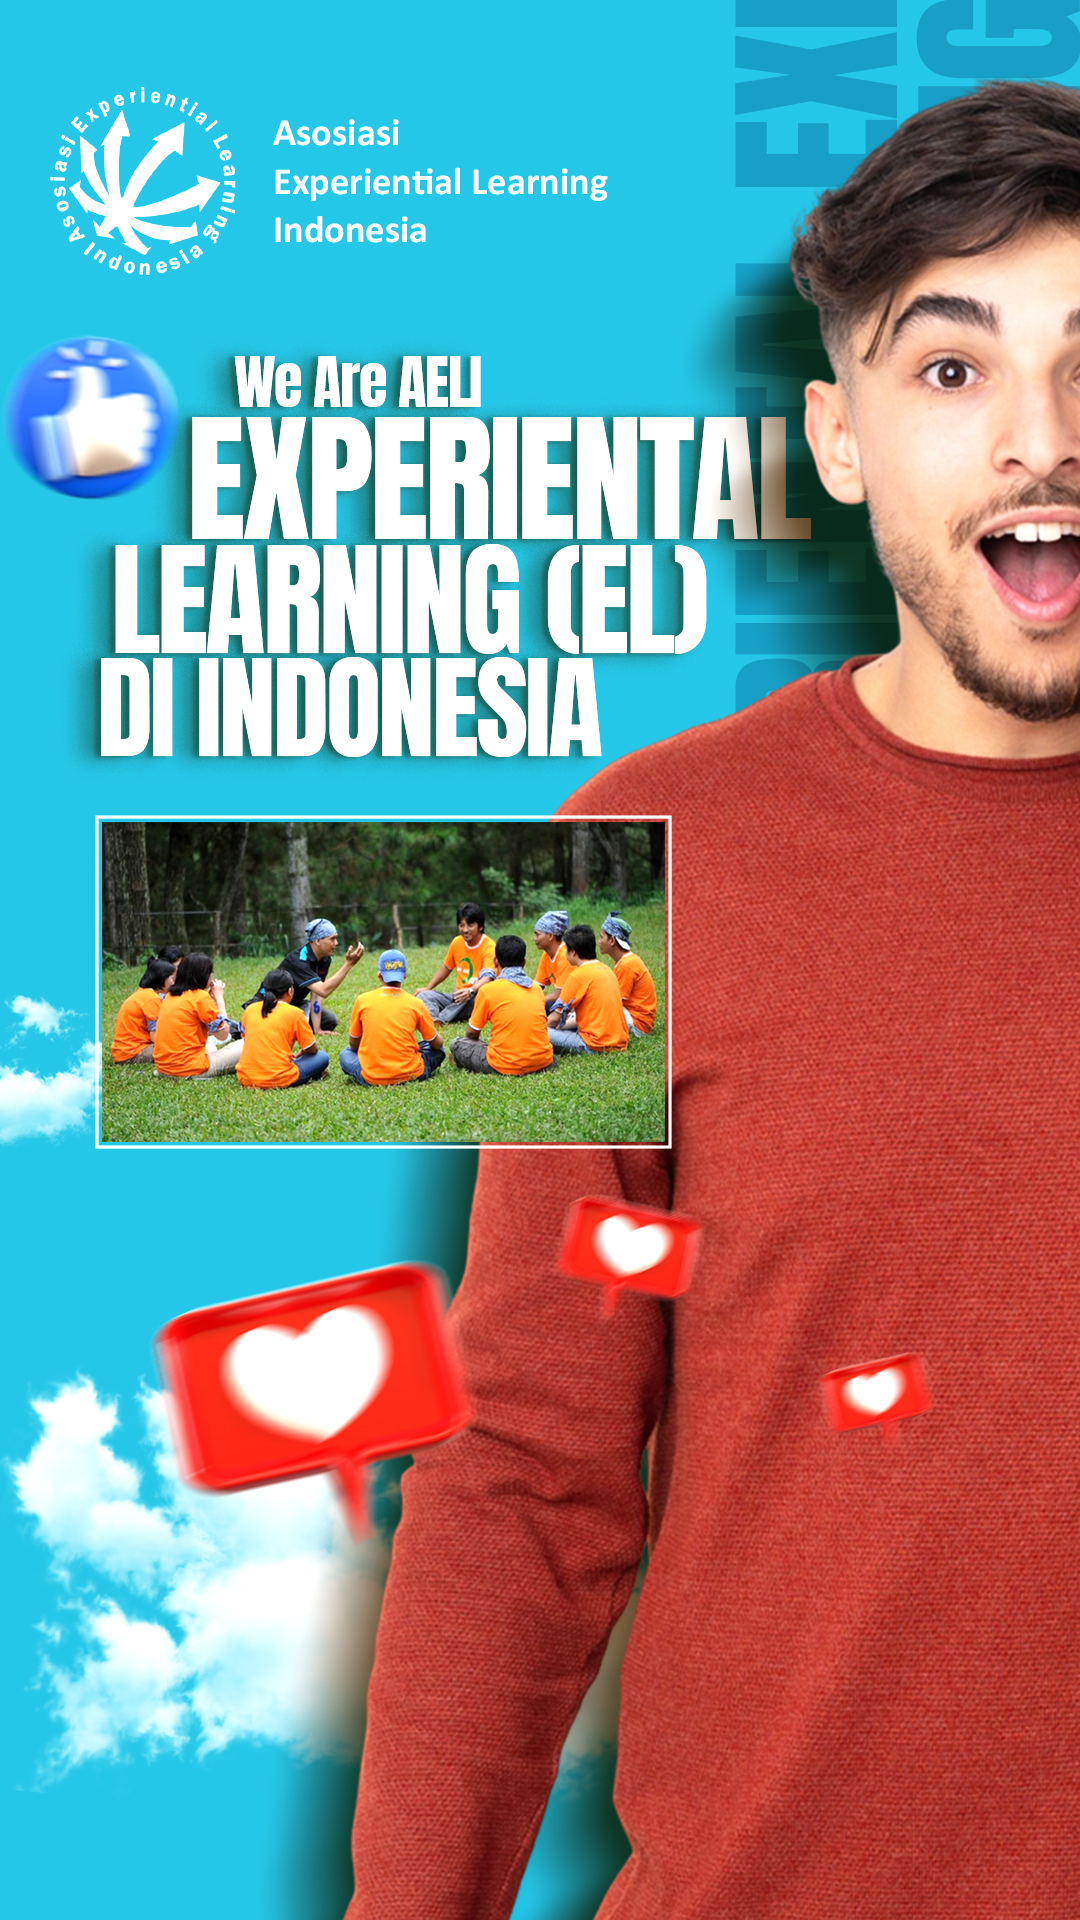 Asosiasi Experiential Learning Indonesia
Asosiasi
Experiential Learning
Indonesia
We Are AELI
EXPERIENTAL
LEARNING (EL)
DI INDONESIA